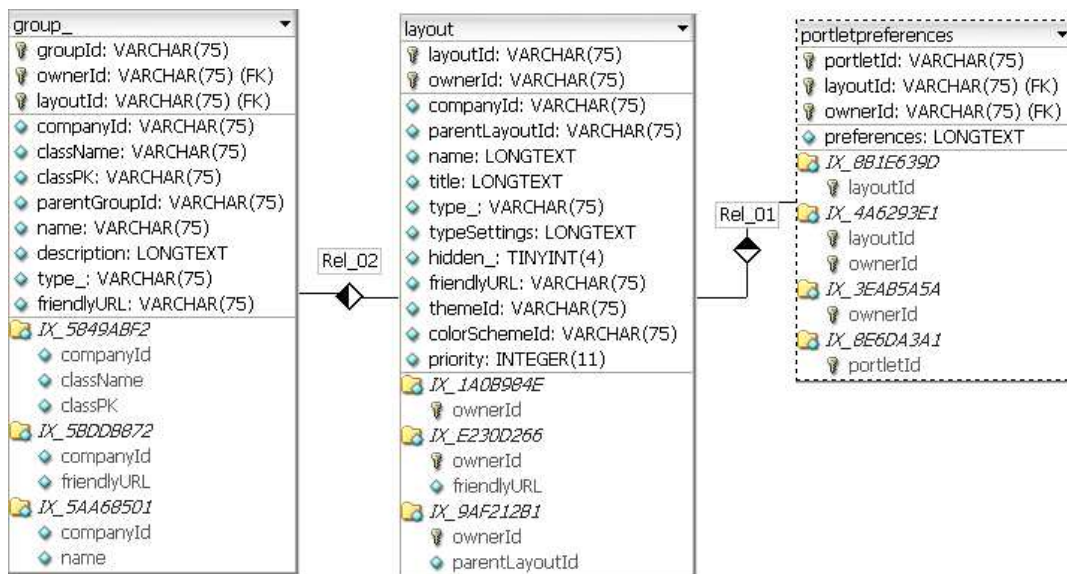 group_
groupId: VARCHAR(75)
ownerId: VARCHAR(75) (FK)
layoutId: VARCHAR(75) (FK)
companyId: VARCHAR(75)
className: VARCHAR(75)
classPK: VARCHAR(75)
parentGroupId: VARCHAR(75)
name: VARCHAR(75)
description: LONGTEXT
type_: VARCHAR(75)
friendlyURL: VARCHAR(75)
IX_5849ABF2
companyId
className
classPK
IX_5BDDB872
companyId
friendlyURL
IX_5AA68501
companyId
name
Rel_02
layout
layoutId: VARCHAR(75)
ownerId: VARCHAR(75)
companyId: VARCHAR(75)
parentLayoutId: VARCHAR(75)
name: LONGTEXT
title: LONGTEXT
type_: VARCHAR(75)
typeSettings: LONGTEXT
hidden_: TINYINT(4)
friendlyURL: VARCHAR(75)
themeId: VARCHAR(75)
colorSchemeId: VARCHAR(75)
priority: INTEGER(11)
IX_1A0B984E
ownerId
IX_E230D266
ownerId
friendlyURL
IX_9AF212B1
ownerId
parentLayoutId
Rel_01
portletpreferences
portletId: VARCHAR(75)
layoutId: VARCHAR(75) (FK)
ownerId: VARCHAR(75) (FK)
preferences: LONGTEXT
IX_8B1E639D
layoutId
IX_4A6293E1
layoutId
ownerId
IX_3EAB5A5A
ownerId
IX_8E6DA3A1
portletId